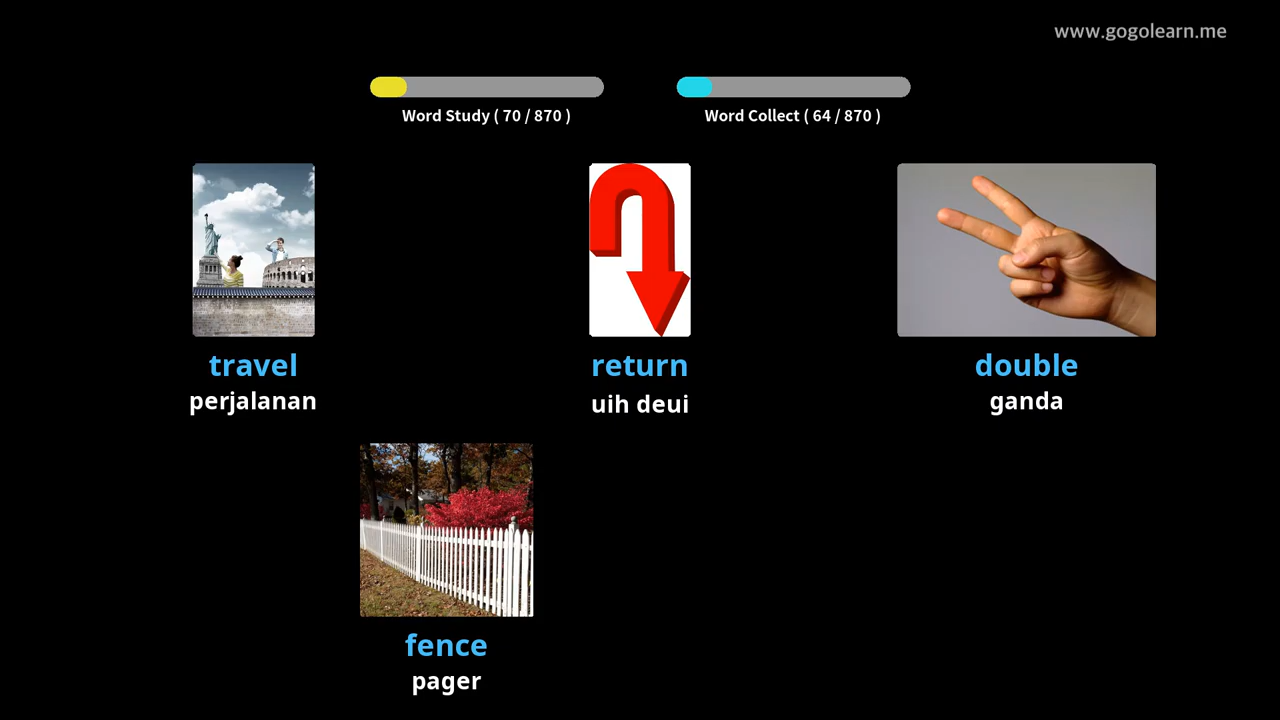 www.gogolearn.me
Word Study ( 70 / 870 )
Word Collect ( 64 / 870 )
travel
perjalanan
return
uih deui
double
ganda
fence
pager